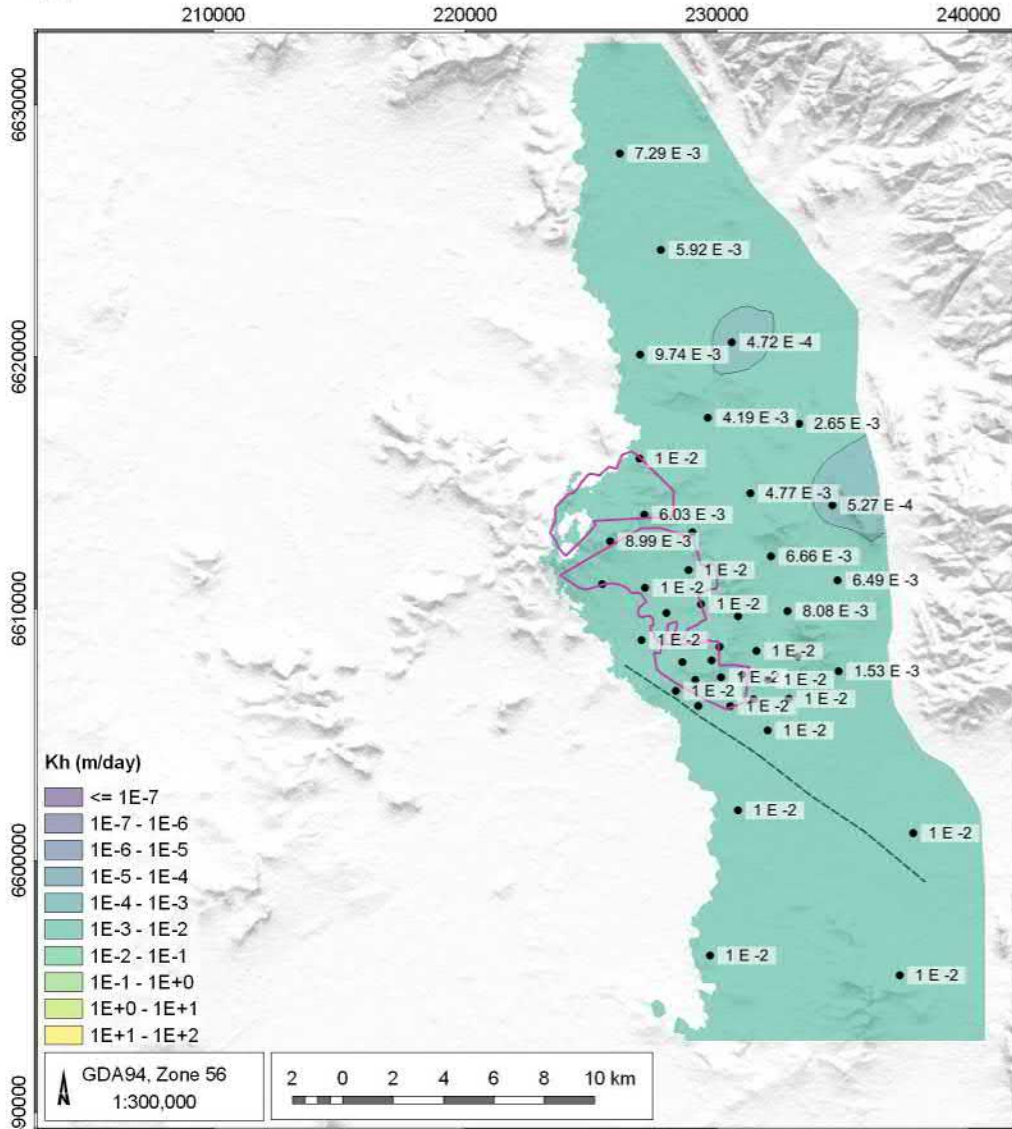 210000 220000 230000 240000
6630000
7.29 E -3
5.92 E -3
6620000
4.72 E -4
9.74 E -3
4.19 E -3
2.65 E -3
1 E -2
4.77 E -3
5.27 E -4
6.03 E -3
8.99 E -3
6.66 E -3
1 E -2
6.49 E -3
1 E -2
6610000
1 E -2
8.08 E -3
1 E -2
1 E -2
1.53 E -3
1 E -2
1 E -2
1 E -2
1 E -2
1 E -2
1 E -2
Kh (m/day)
<= 1E-7
1E-7 - 1E-6
1E-6 - 1E-5
1E-5 - 1E-4
1E-4 - 1E-3
1E-3 - 1E-2
1E-2 - 1E-1
1E-1 - 1E+0
1E+0 - 1E+1
1E+1 - 1E+2
1 E -2
1 E -2
6600000
1 E -2
1 E -2
GDA94, Zone 56
1:300,000
2 0 2 4 6 8 10 km